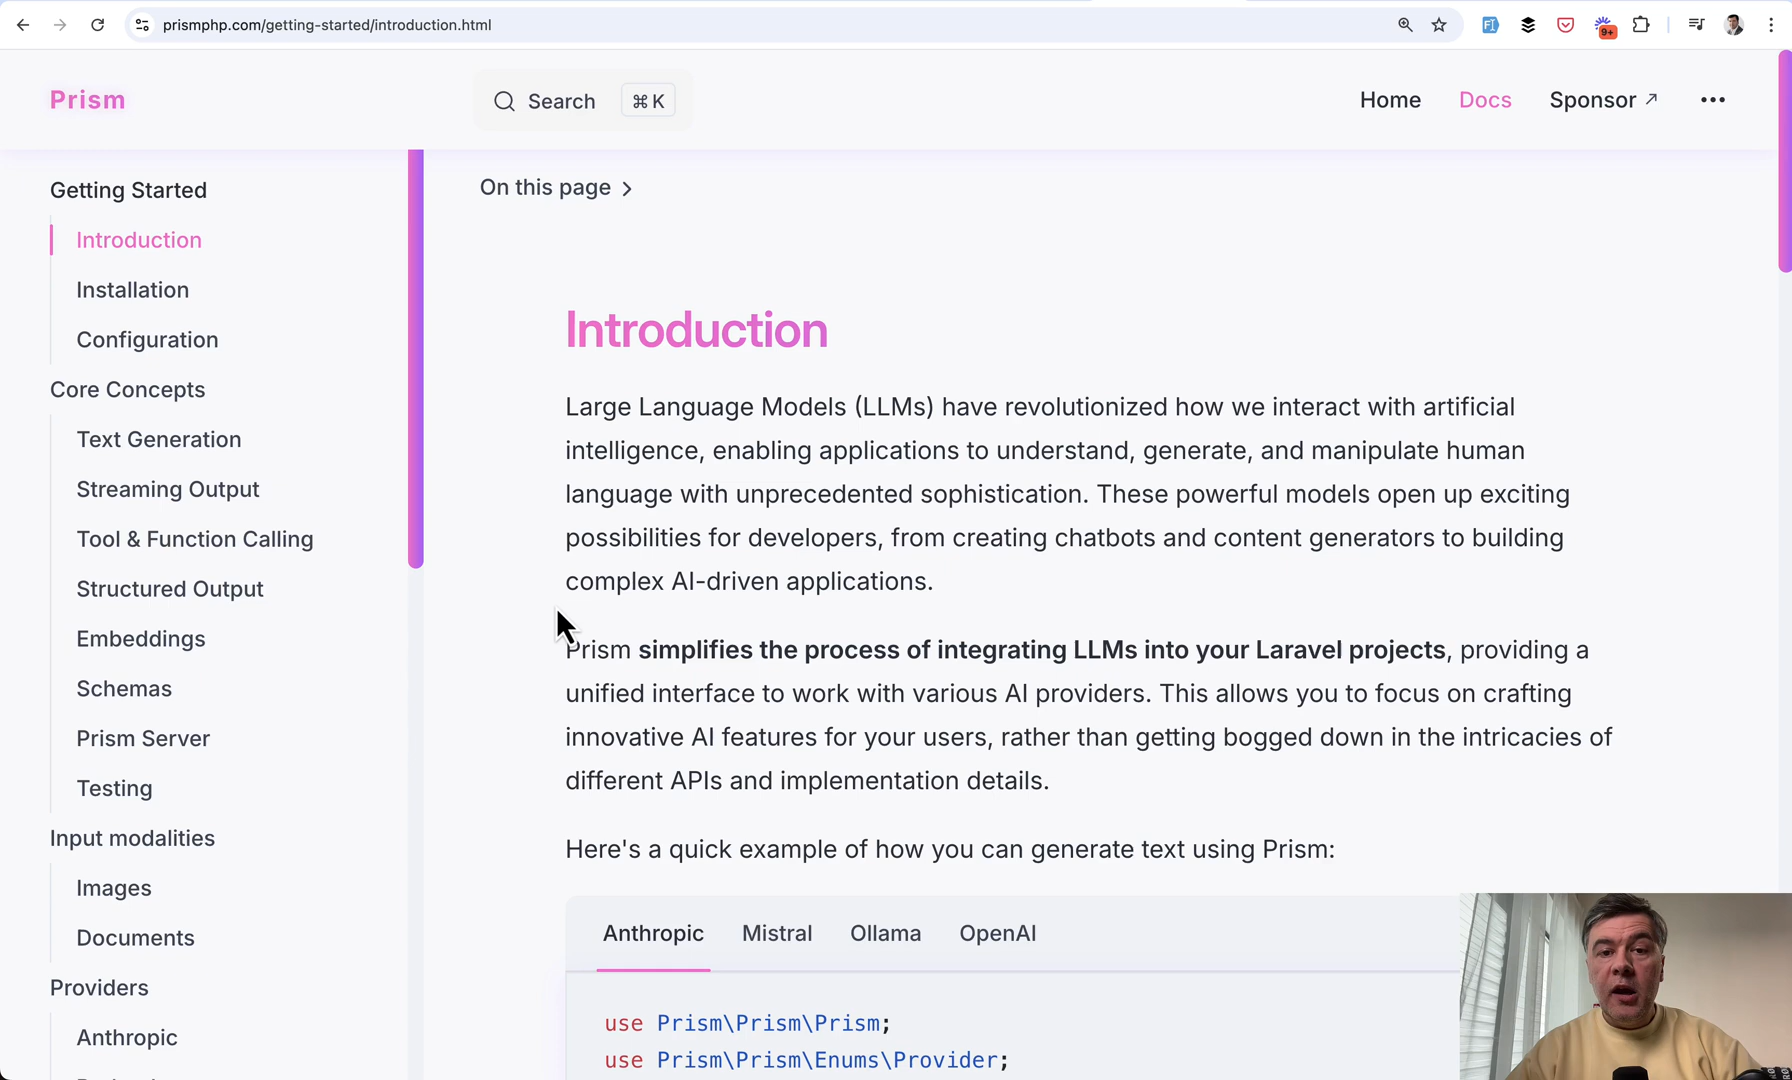 prismphp.com/getting-started/introduction.html
9+
Prism
Search
⌘ K
Home
Docs
Sponsor ↗
•••
Getting Started
Introduction
Installation
Configuration
Core Concepts
Text Generation
Streaming Output
Tool & Function Calling
Structured Output
Embeddings
Schemas
Prism Server
Testing
Input modalities
Images
Documents
Providers
Anthropic
On this page
Introduction
Large Language Models (LLMs) have revolutionized how we interact with artificial
intelligence, enabling applications to understand, generate, and manipulate human
language with unprecedented sophistication. These powerful models open up exciting
possibilities for developers, from creating chatbots and content generators to building
complex AI-driven applications.
Prism simplifies the process of integrating LLMs into your Laravel projects, providing a
unified interface to work with various AI providers. This allows you to focus on crafting
innovative AI features for your users, rather than getting bogged down in the intricacies of
different APIs and implementation details.
Here's a quick example of how you can generate text using Prism:
Anthropic
Mistral
Ollama
OpenAI
use Prism\Prism\Prism;
use Prism\Prism\Enums\Provider;